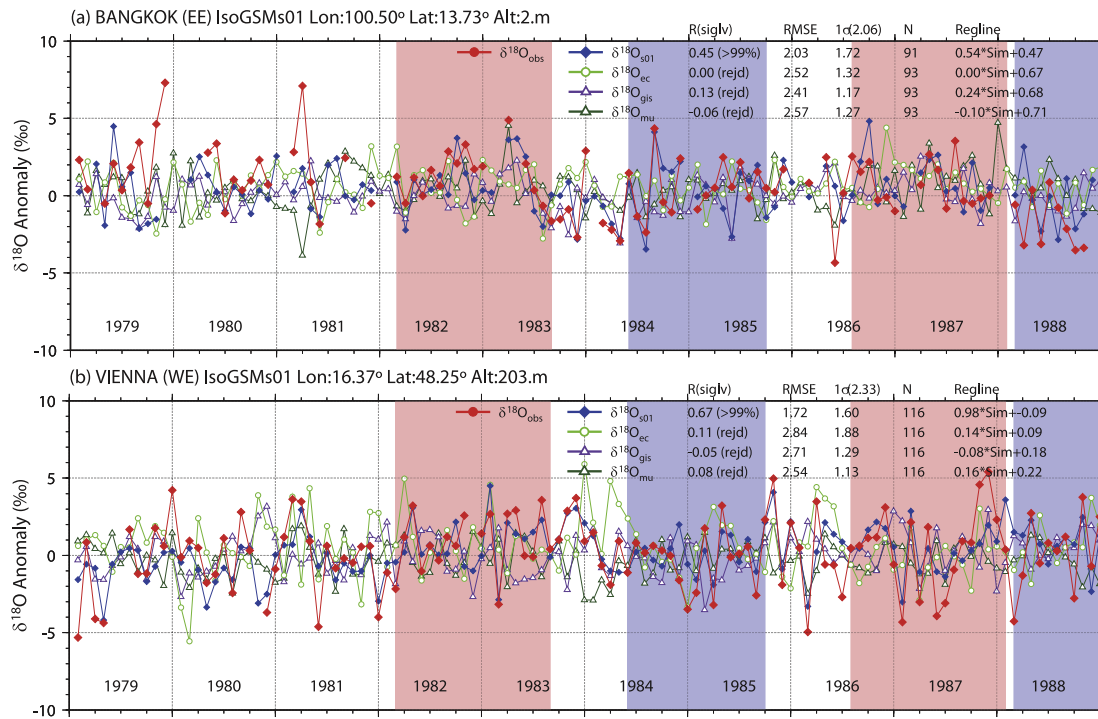 (a) BANGKOK (EE) IsoGSMs01 Lon:100.50º Lat:13.73º Alt:2.m
R(siglv) RMSE 1σ(2.06) N Regline
δ18Oobs δ18Os01 0.45 (>99%) 2.03 1.72 91 0.54*Sim+0.47
δ18Oec 0.00 (rejd) 2.52 1.32 93 0.00*Sim+0.67
δ18Ogis 0.13 (rejd) 2.41 1.17 93 0.24*Sim+0.68
δ18Omu -0.06 (rejd) 2.57 1.27 93 -0.10*Sim+0.71
10
5
0
-5
-10
δ18O Anomaly (‰)
1979 1980 1981 1982 1983 1984 1985 1986 1987 1988
(b) VIENNA (WE) IsoGSMs01 Lon:16.37º Lat:48.25º Alt:203.m
R(siglv) RMSE 1σ(2.33) N Regline
δ18Oobs δ18Os01 0.67 (>99%) 1.72 1.60 116 0.98*Sim+-0.09
δ18Oec 0.11 (rejd) 2.84 1.88 116 0.14*Sim+0.09
δ18Ogis -0.05 (rejd) 2.71 1.29 116 -0.08*Sim+0.18
δ18Omu 0.08 (rejd) 2.54 1.13 116 0.16*Sim+0.22
10
5
0
-5
-10
δ18O Anomaly (‰)
1979 1980 1981 1982 1983 1984 1985 1986 1987 1988